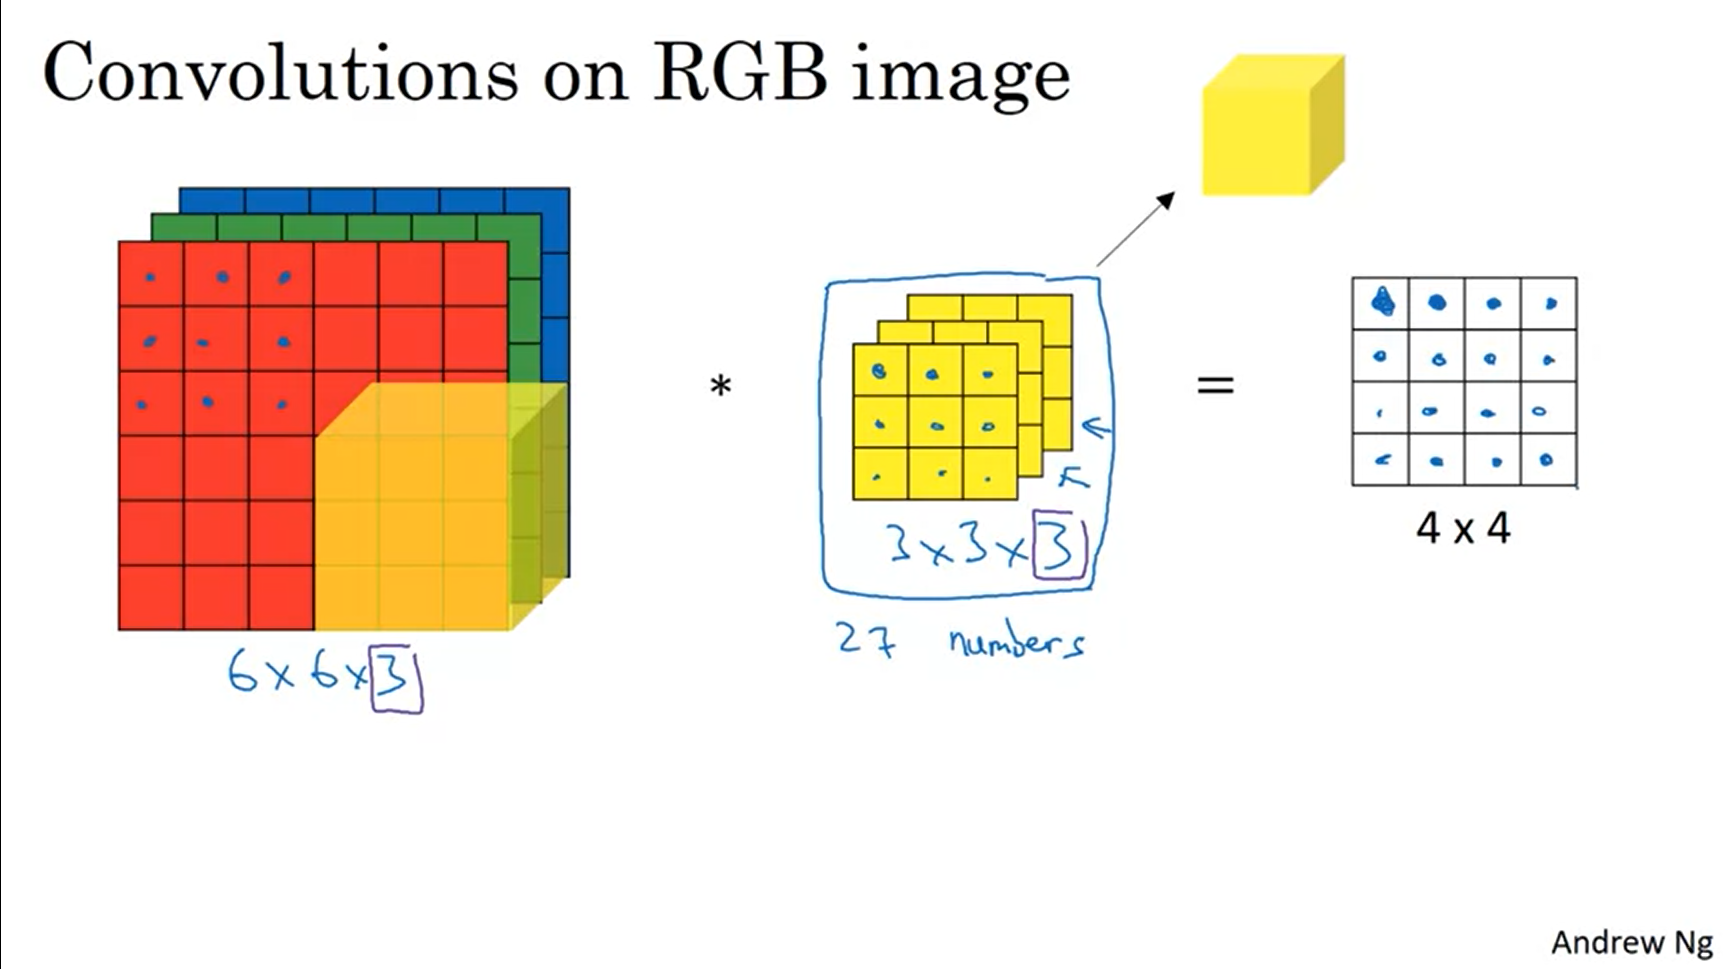 Convolutions on RGB image
*
=
3x3x3
4 x 4
27 numbers
6x6x3
Andrew Ng